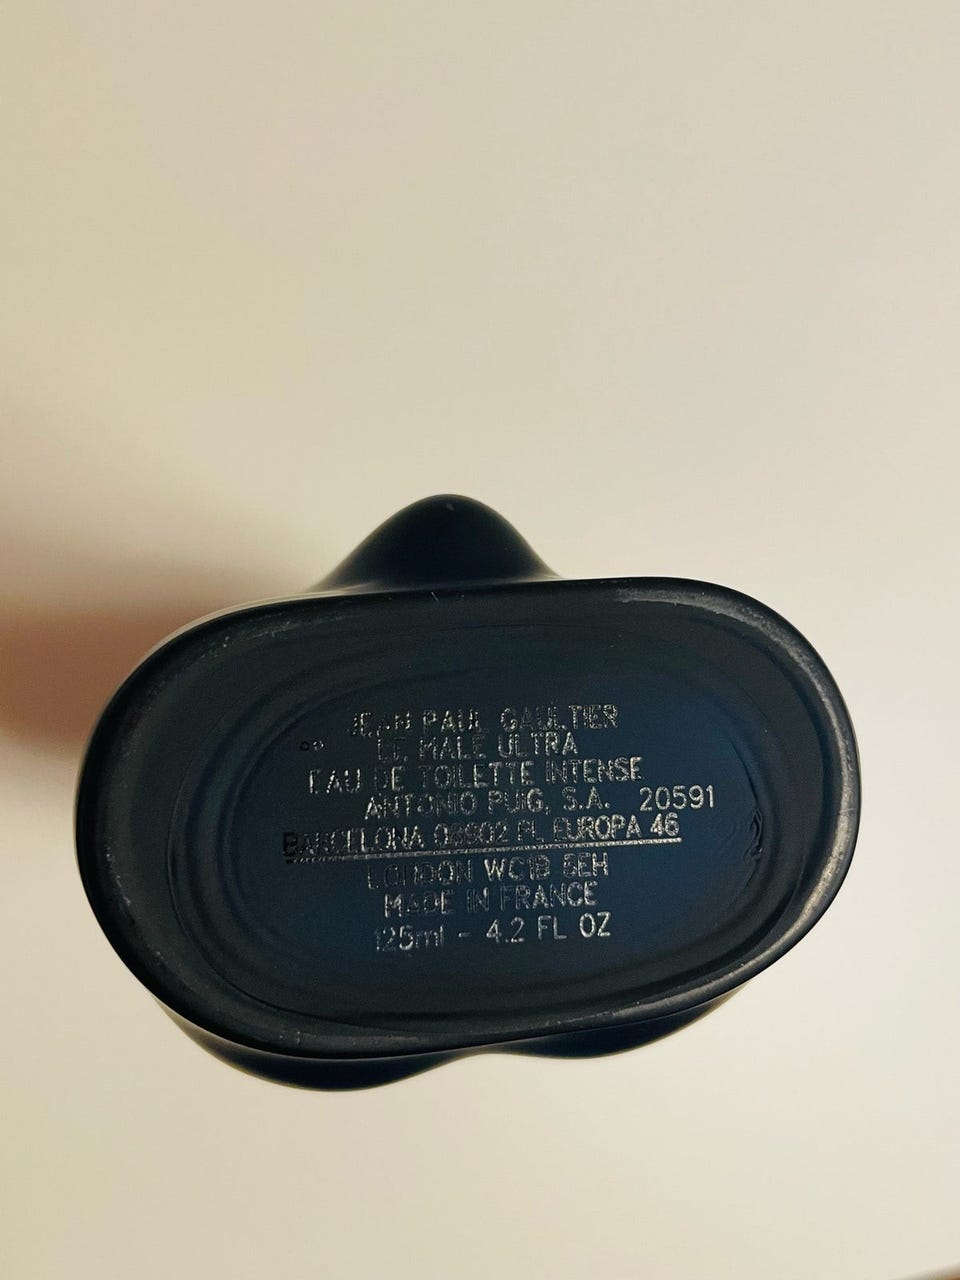 JEAN PAUL GAULTIER
LE MALE ULTRA
EAU DE TOILETTE INTENSE
ANTONIO PUIG, S.A. 20591
BARCELONA 08902 PL EUROPA 46
LONDON WC1B 5EH
MADE IN FRANCE
125ml - 4.2 FL OZ